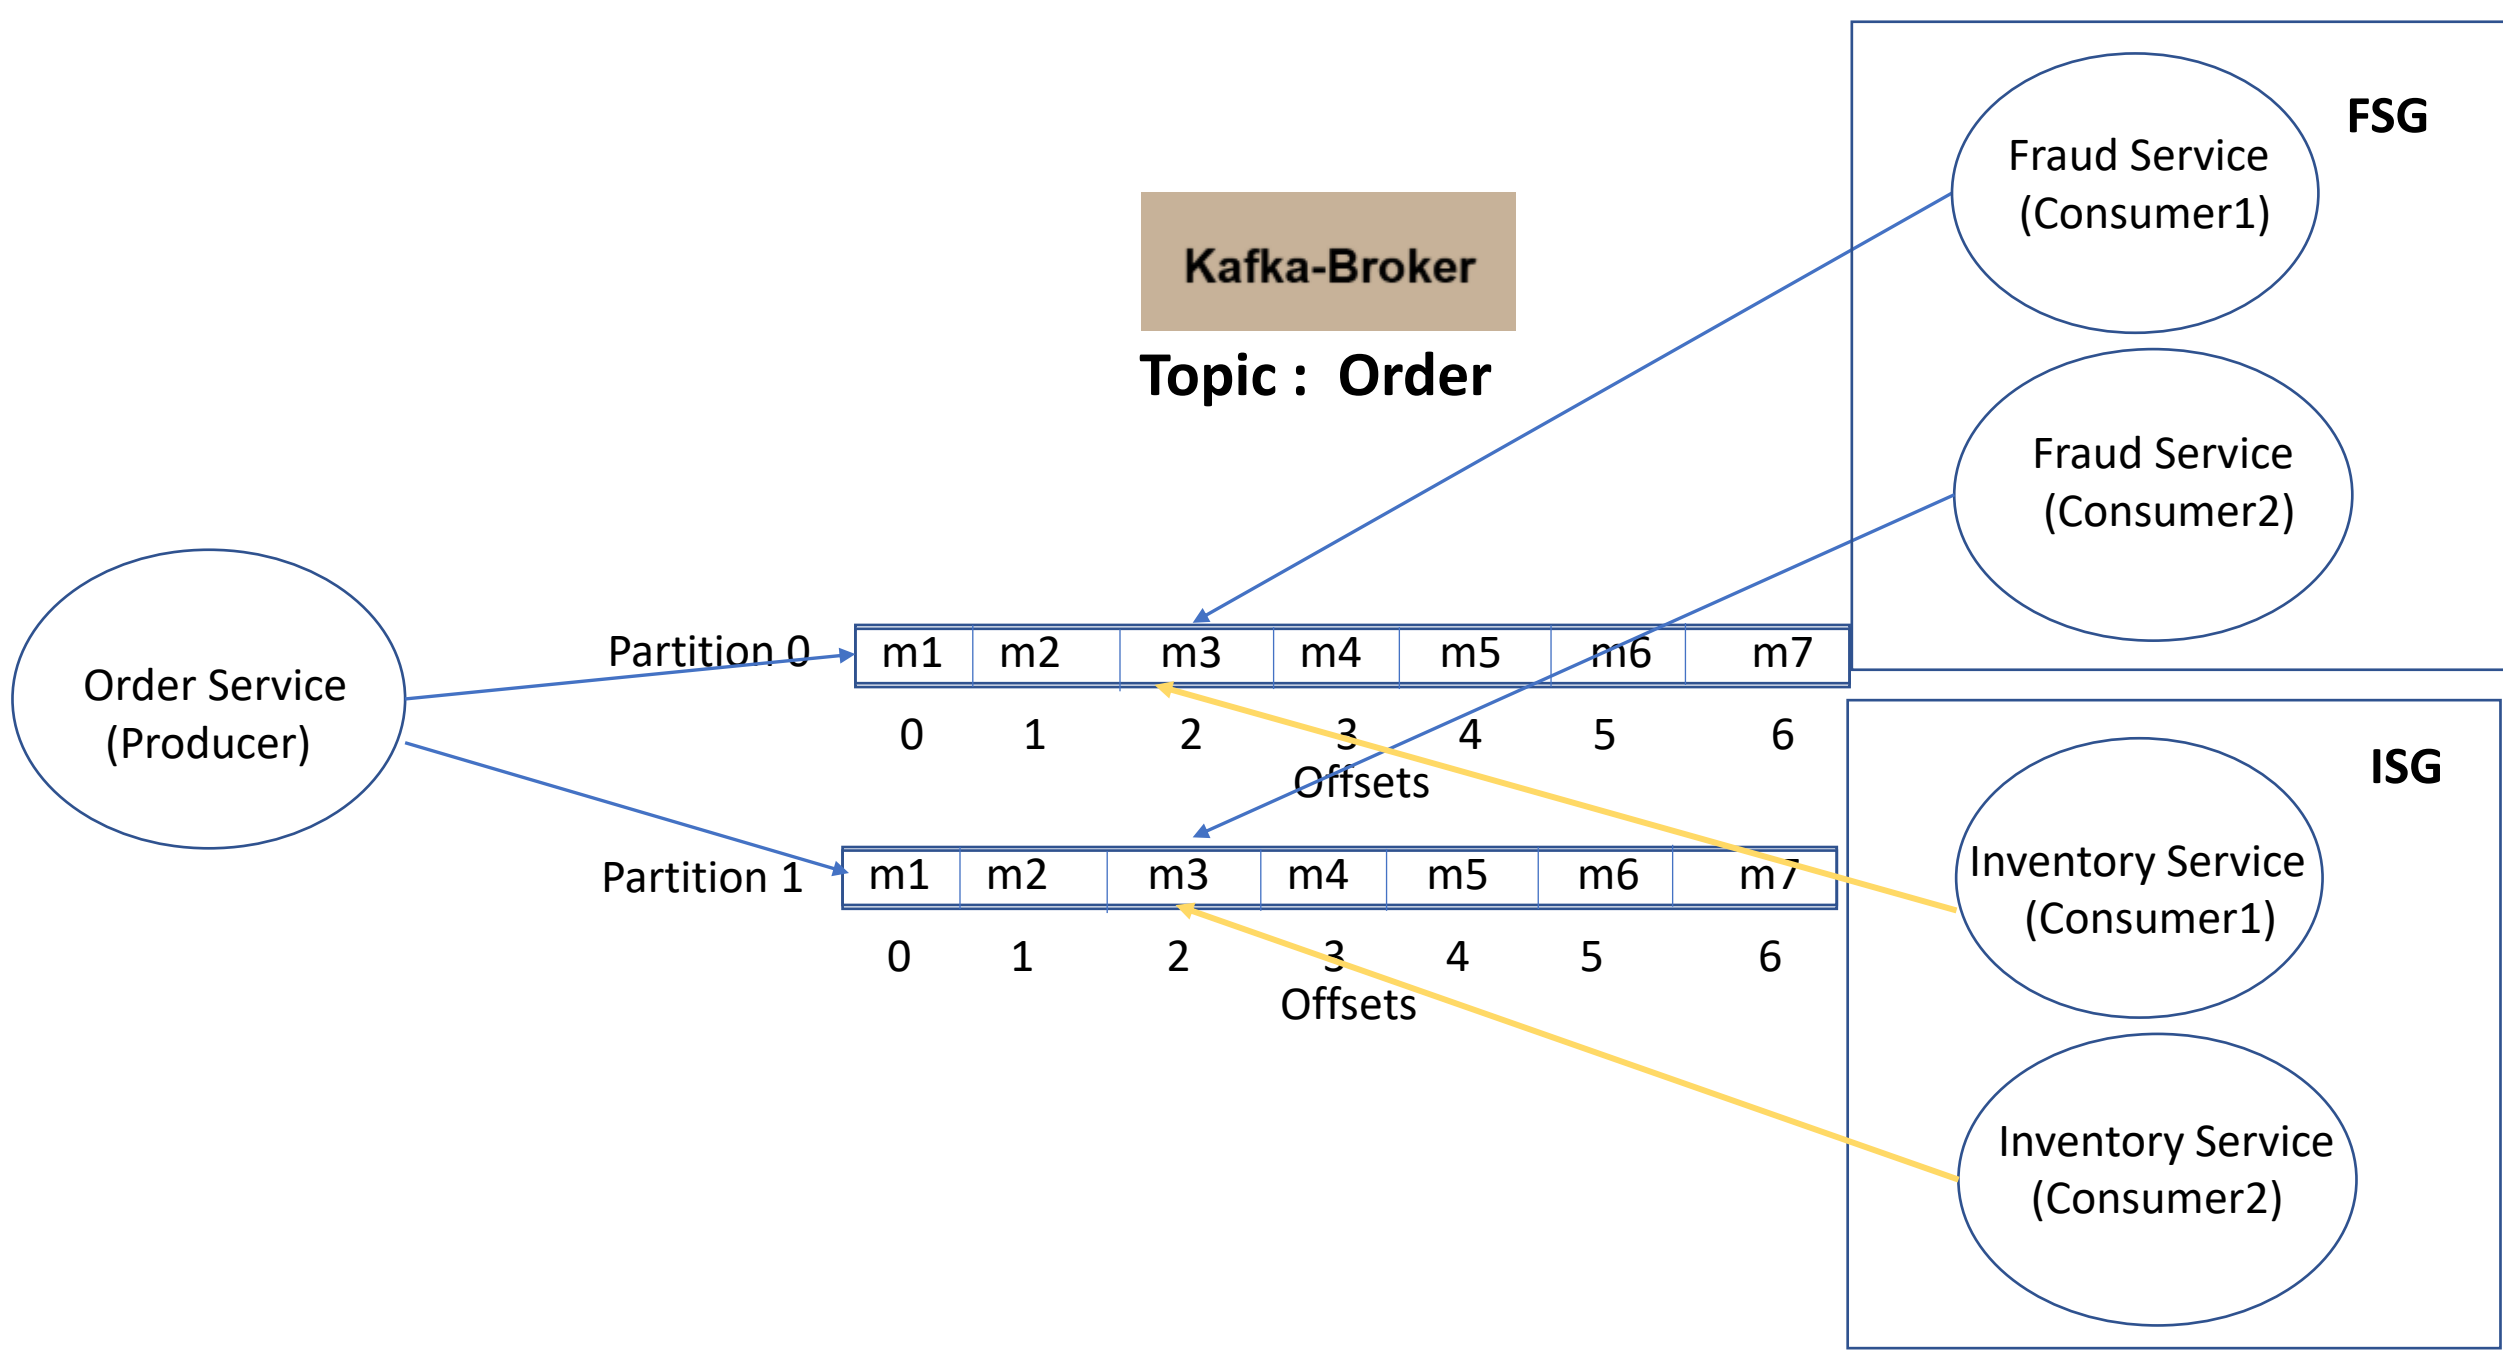 FSG
Fraud Service
(Consumer1)
Kafka-Broker
Topic :  Order
Fraud Service
(Consumer2)
Order Service
(Producer)
Partition 0
m1 m2 m3 m4 m5 m6 m7
0 1 2 3 4 5 6
Offsets
Partition 1
m1 m2 m3 m4 m5 m6 m7
0 1 2 3 4 5 6
Offsets
ISG
Inventory Service
(Consumer1)
Inventory Service
(Consumer2)